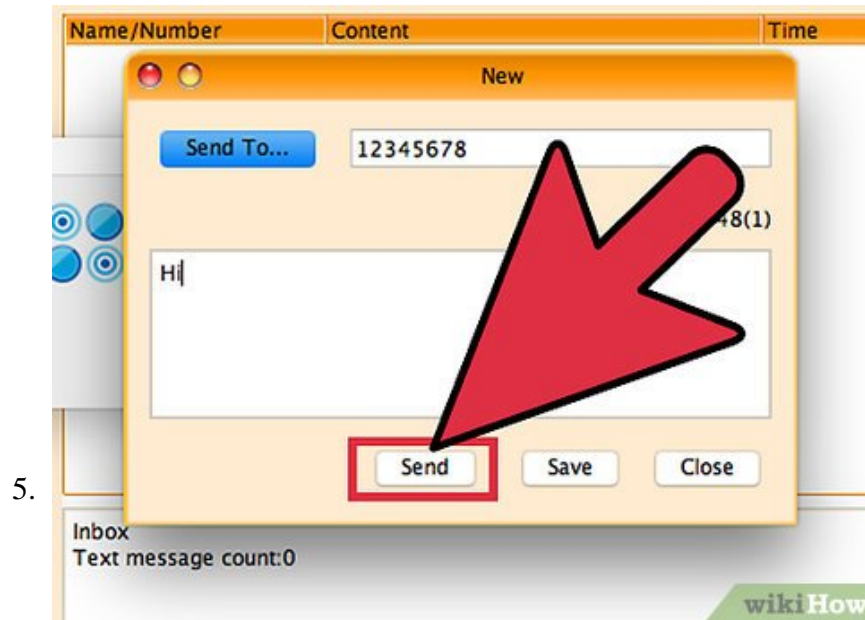 Name/Number Content Time
New
Send To... 12345678
48(1)
Hi
Send Save Close
5.
Inbox
Text message count:0
wikiHow